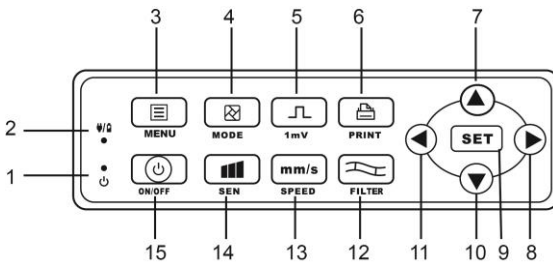 3 4 5 6 7
MENU MODE 1mV PRINT
2
SET
1
mm/s
ON/OFF SEN SPEED FILTER
15 14 13 12 11 10 9 8